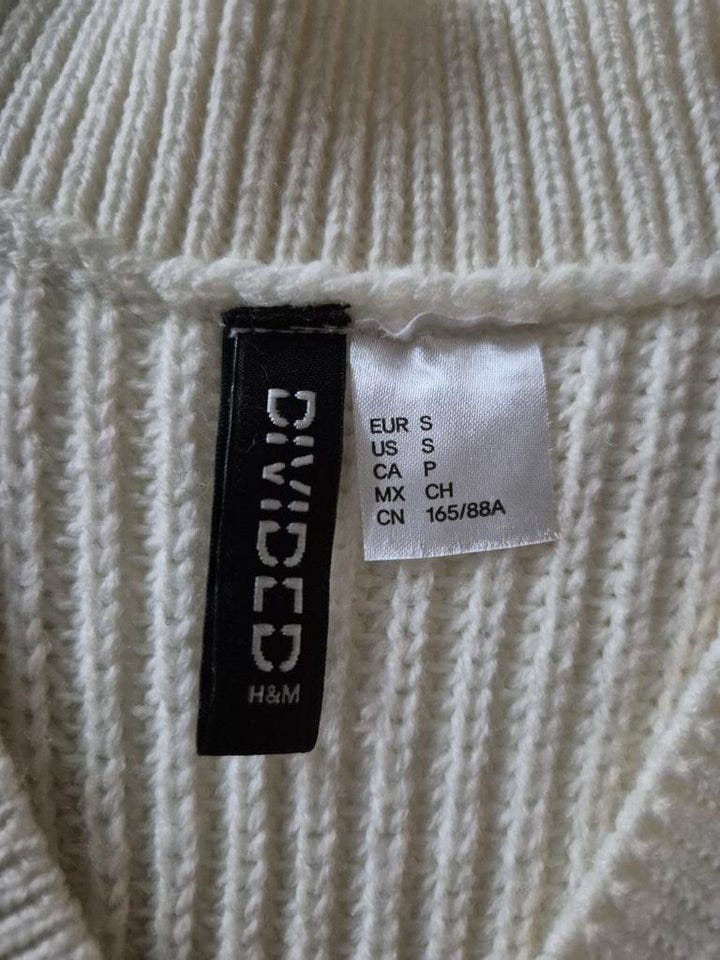 DIVIDED
H&M
EUR S
US S
CA P
MX CH
CN 165/88A